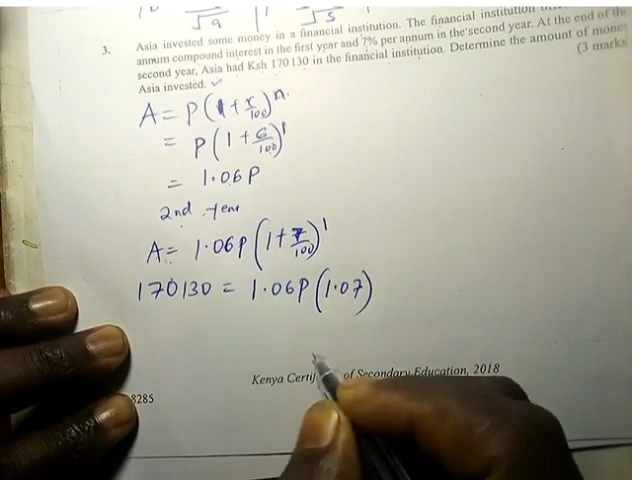 √9 √5
3. Asia invested some money in a financial institution. The financial institution
annum compound interest in the first year and 7% per annum in the second year. At the end of the
second year, Asia had Ksh 170130 in the financial institution. Determine the amount of money
Asia invested. (3 marks
A = P(1 + r/100)^n.
= P(1 + 6/100)^1
= 1.06P
2nd year
A = 1.06P(1 + 7/100)^1
170130 = 1.06P(1.07)
Kenya Certif of Secondary Education, 2018
8285